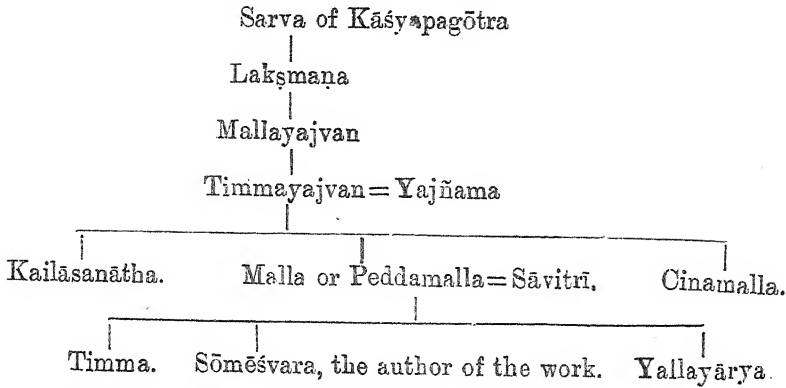 Sarva of Kāśyapagōtra
Lakṣmaṇa
Mallayajvan
Timmayajvan = Yajñama
Kailāsanātha. Malla or Peddamalla = Sāvitrī. Cinamalla.
Timma. Sōmēśvara, the author of the work. Yallayārya.